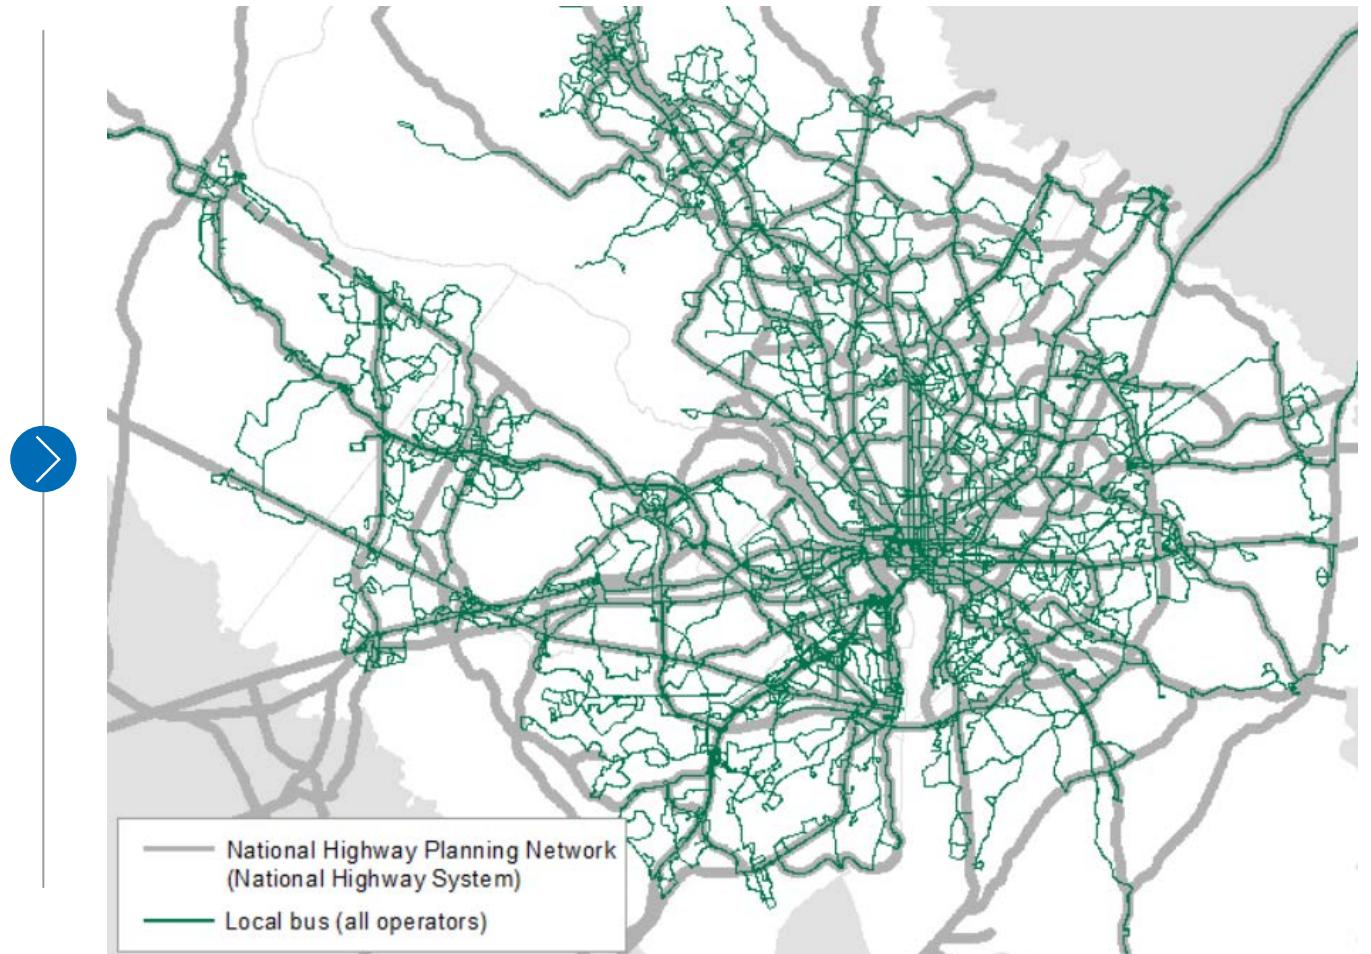 National Highway Planning Network
(National Highway System)
Local bus (all operators)